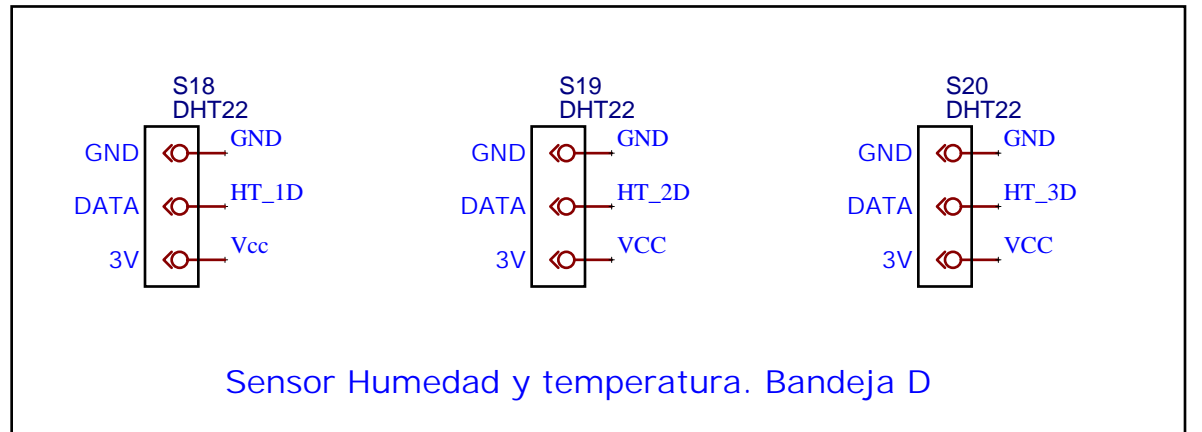 S18
DHT22
GND GND
DATA HT_1D
3V Vcc
S19
DHT22
GND GND
DATA HT_2D
3V VCC
S20
DHT22
GND GND
DATA HT_3D
3V VCC
Sensor Humedad y temperatura. Bandeja D